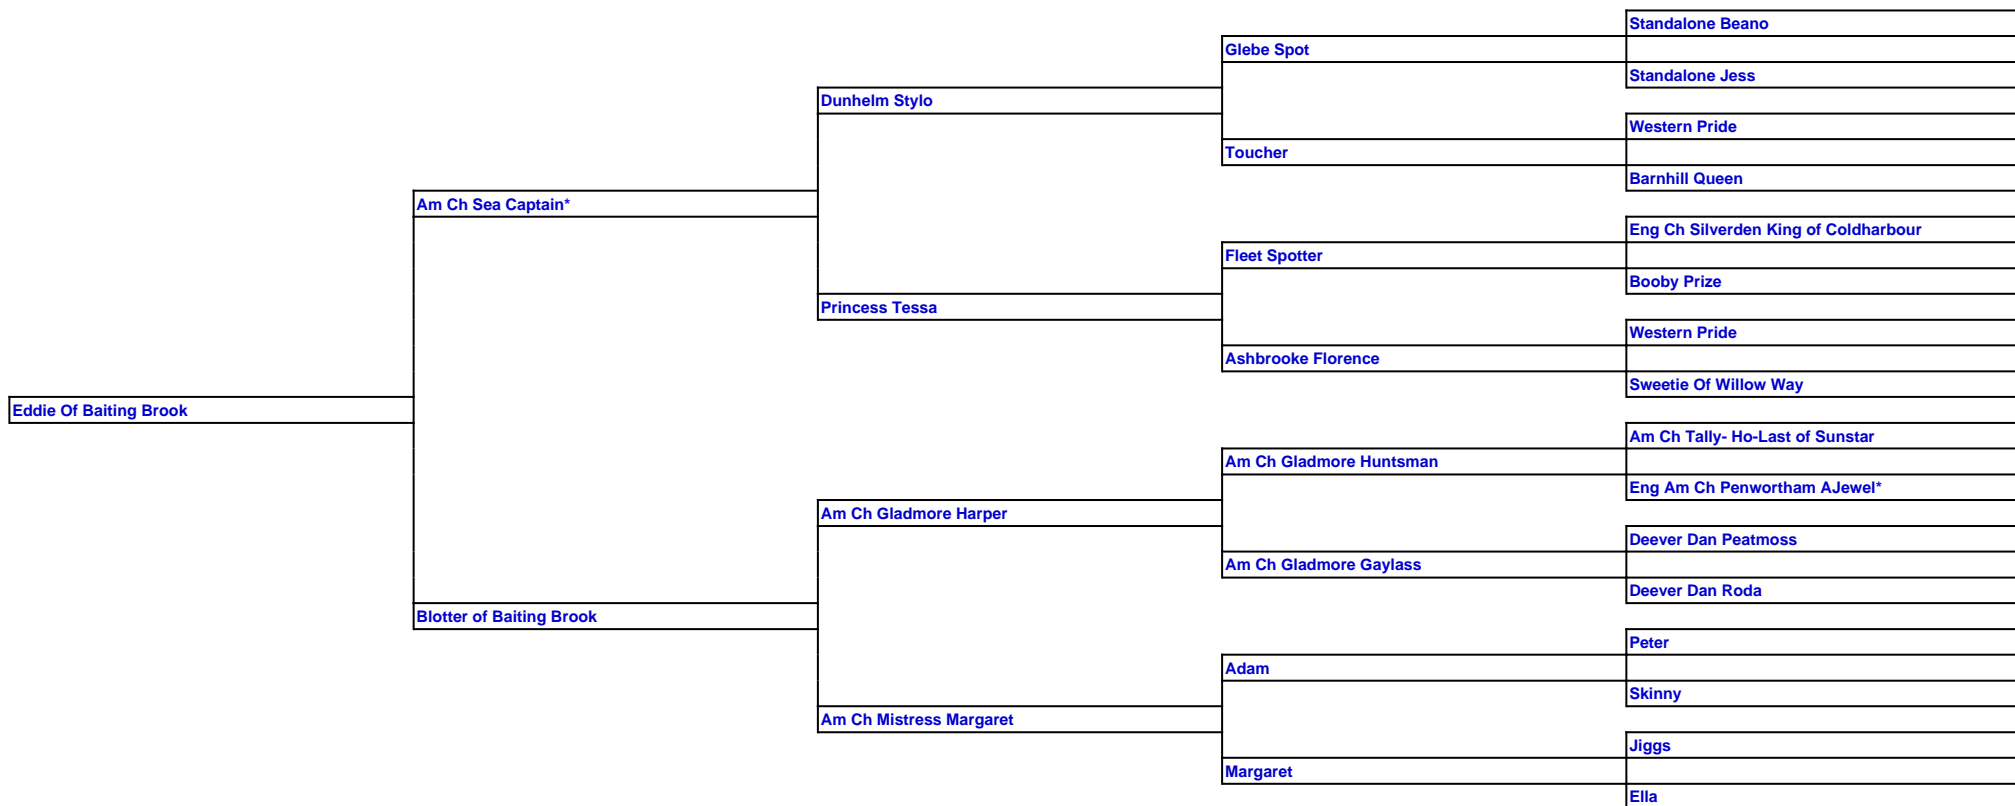 Standalone Beano
Glebe Spot
Standalone Jess
Dunhelm Stylo
Western Pride
Toucher
Barnhill Queen
Am Ch Sea Captain*
Eng Ch Silverden King of Coldharbour
Fleet Spotter
Booby Prize
Princess Tessa
Western Pride
Ashbrooke Florence
Sweetie Of Willow Way
Eddie Of Baiting Brook
Am Ch Tally- Ho-Last of Sunstar
Am Ch Gladmore Huntsman
Eng Am Ch Penwortham AJewel*
Am Ch Gladmore Harper
Deever Dan Peatmoss
Am Ch Gladmore Gaylass
Deever Dan Roda
Blotter of Baiting Brook
Peter
Adam
Skinny
Am Ch Mistress Margaret
Jiggs
Margaret
Ella